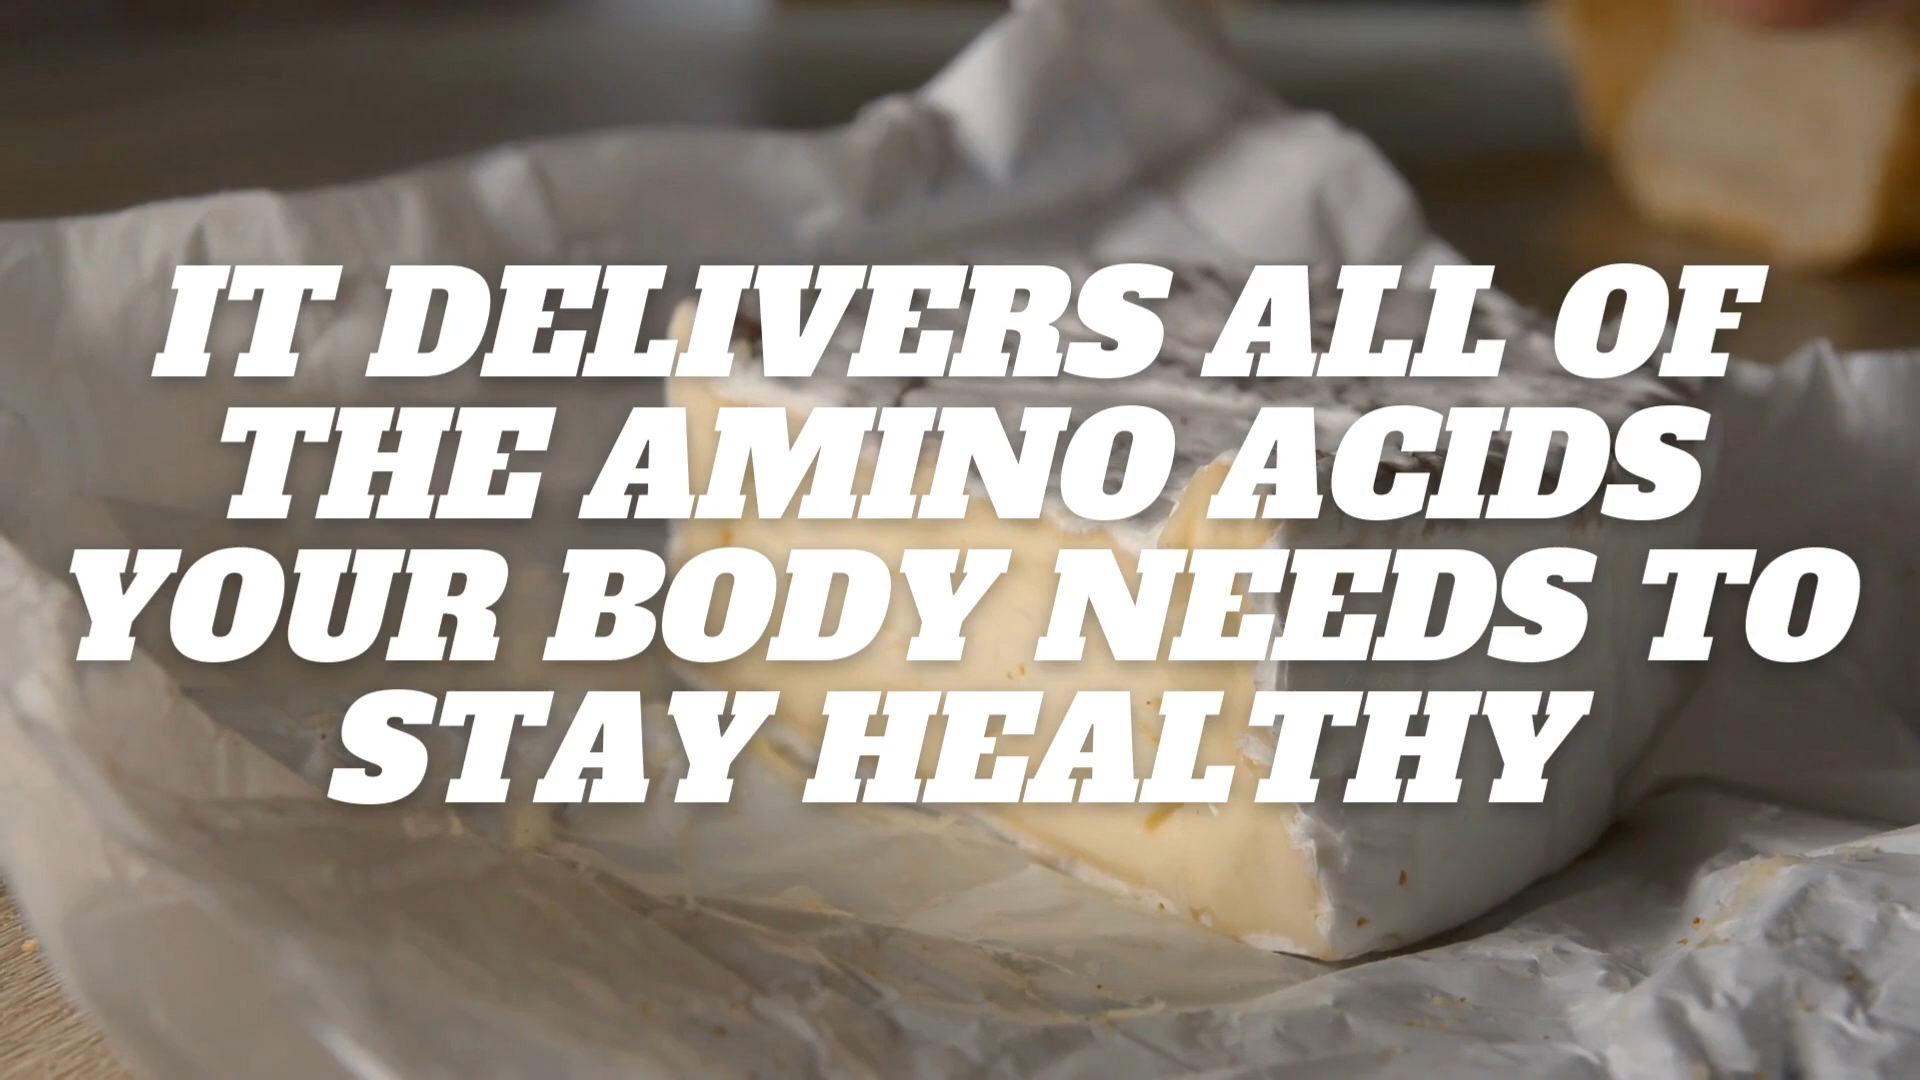 IT DELIVERS ALL OF
THE AMINO ACIDS
YOUR BODY NEEDS TO
STAY HEALTHY